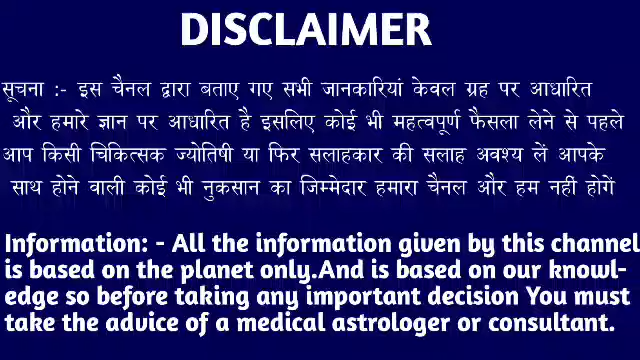 DISCLAIMER
सूचना :- इस चैनल द्वारा बताए गए सभी जानकारियां केवल ग्रह पर आधारित
और हमारे ज्ञान पर आधारित है इसलिए कोई भी महत्वपूर्ण फैसला लेने से पहले
आप किसी चिकित्सक ज्योतिषी या फिर सलाहकार की सलाह अवश्य लें आपके
साथ होने वाली कोई भी नुकसान का जिम्मेदार हमारा चैनल और हम नहीं होगें
Information: - All the information given by this channel
is based on the planet only.And is based on our knowl-
edge so before taking any important decision You must
take the advice of a medical astrologer or consultant.